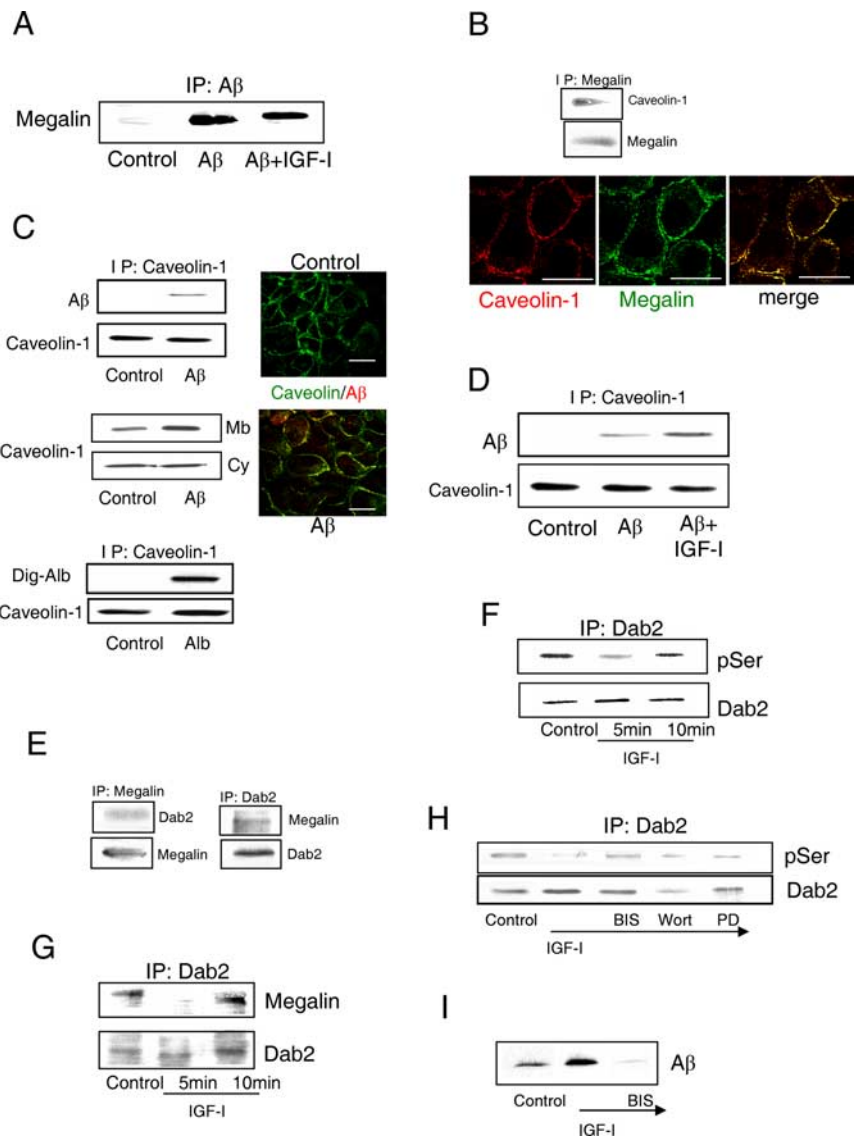 A
IP: Aβ
Megalin
Control Aβ Aβ+IGF-I
B
I P: Megalin
Caveolin-1
Megalin
Caveolin-1 Megalin merge
C
I P: Caveolin-1
Aβ
Caveolin-1
Control Aβ
Control
Caveolin/Aβ
Caveolin-1
Mb
Cy
Control Aβ
Aβ
I P: Caveolin-1
Dig-Alb
Caveolin-1
Control Alb
D
I P: Caveolin-1
Aβ
Caveolin-1
Control Aβ Aβ+
IGF-I
E
IP: Megalin
Dab2
Megalin
IP: Dab2
Megalin
Dab2
F
IP: Dab2
pSer
Dab2
Control 5min 10min
IGF-I
G
IP: Dab2
Megalin
Dab2
Control 5min 10min
IGF-I
H
IP: Dab2
pSer
Dab2
Control BIS Wort PD
IGF-I
I
Aβ
Control BIS
IGF-I